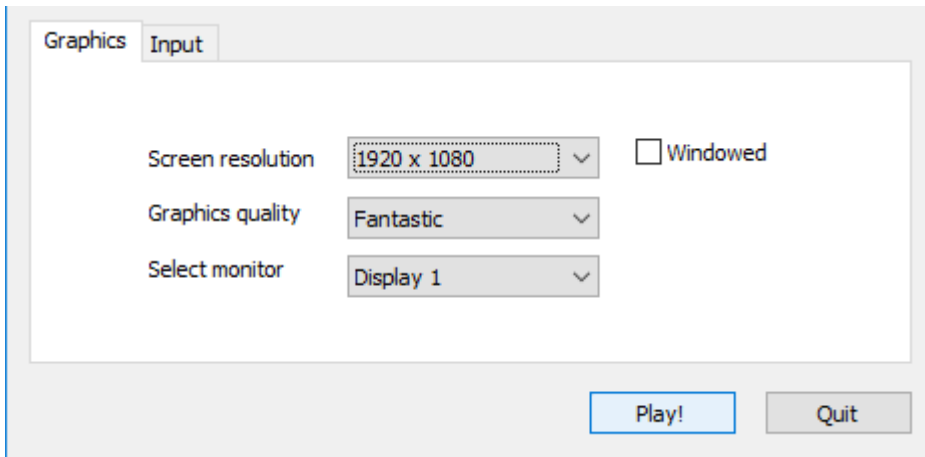 Graphics Input
Screen resolution 1920 x 1080 Windowed
Graphics quality Fantastic
Select monitor Display 1
Play! Quit